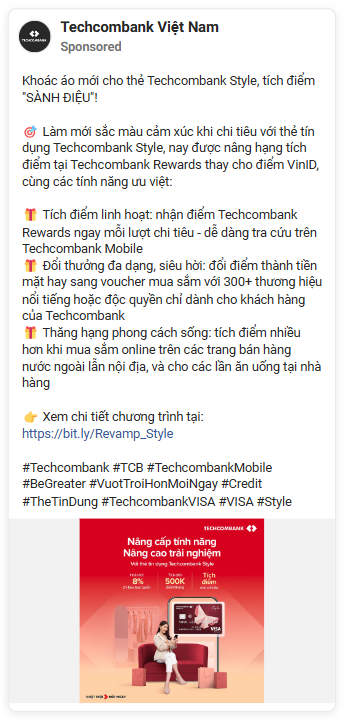 Techcombank Việt Nam
Sponsored
Khoác áo mới cho thẻ Techcombank Style, tích điểm
"SÀNH ĐIỆU"!
🎯 Làm mới sắc màu cảm xúc khi chi tiêu với thẻ tín
dụng Techcombank Style, nay được nâng hạng tích
điểm tại Techcombank Rewards thay cho điểm VinID,
cùng các tính năng ưu việt:
🎁 Tích điểm linh hoạt: nhận điểm Techcombank
Rewards ngay mỗi lượt chi tiêu - dễ dàng tra cứu trên
Techcombank Mobile
🎁 Đổi thưởng đa dạng, siêu hời: đổi điểm thành tiền
mặt hay sang voucher mua sắm với 300+ thương hiệu
nổi tiếng hoặc độc quyền chỉ dành cho khách hàng
của Techcombank
🎁 Thăng hạng phong cách sống: tích điểm nhiều
hơn khi mua sắm online trên các trang bán hàng
nước ngoài lẫn nội địa, và cho các lần ăn uống tại nhà
hàng
👉 Xem chi tiết chương trình tại:
https://bit.ly/Revamp_Style
#Techcombank #TCB #TechcombankMobile
#BeGreater #VuotTroiHonMoiNgay #Credit
#TheTinDung #TechcombankVISA #VISA #Style
TECHCOMBANK
Nâng cấp tính năng
Nâng cao trải nghiệm
Với thẻ tín dụng Techcombank Style
8%
500K
Tích
điểm
VISA